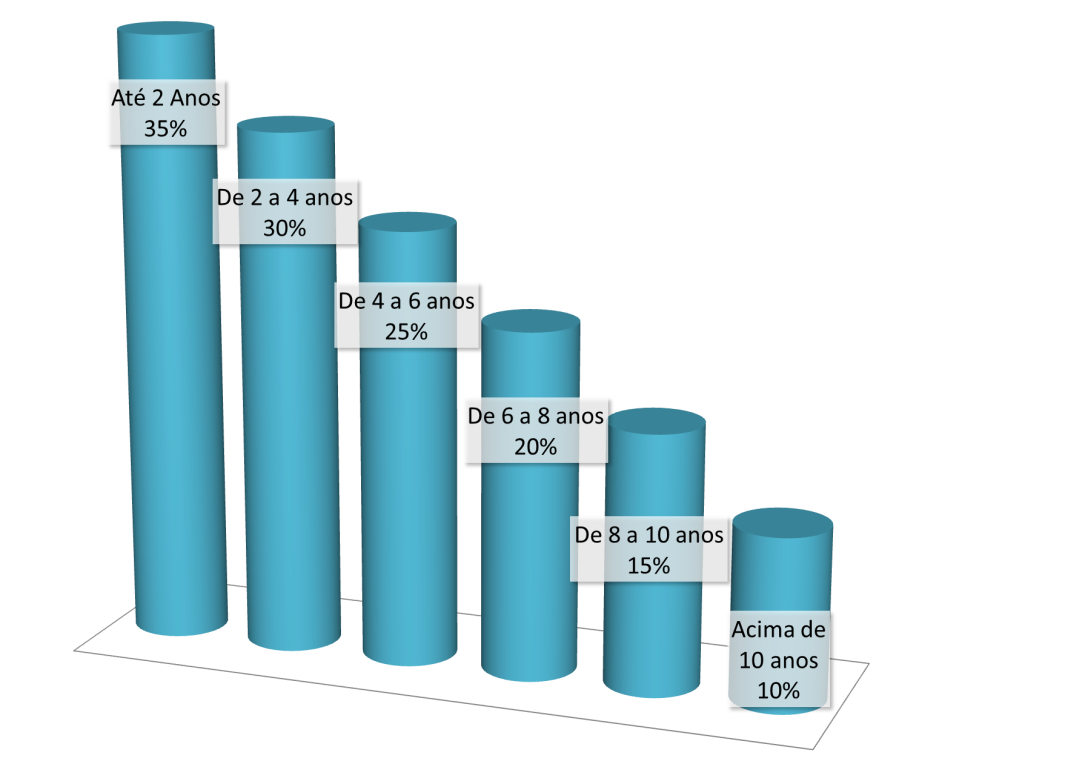 Até 2 Anos
35%
De 2 a 4 anos
30%
De 4 a 6 anos
25%
De 6 a 8 anos
20%
De 8 a 10 anos
15%
Acima de
10 anos
10%